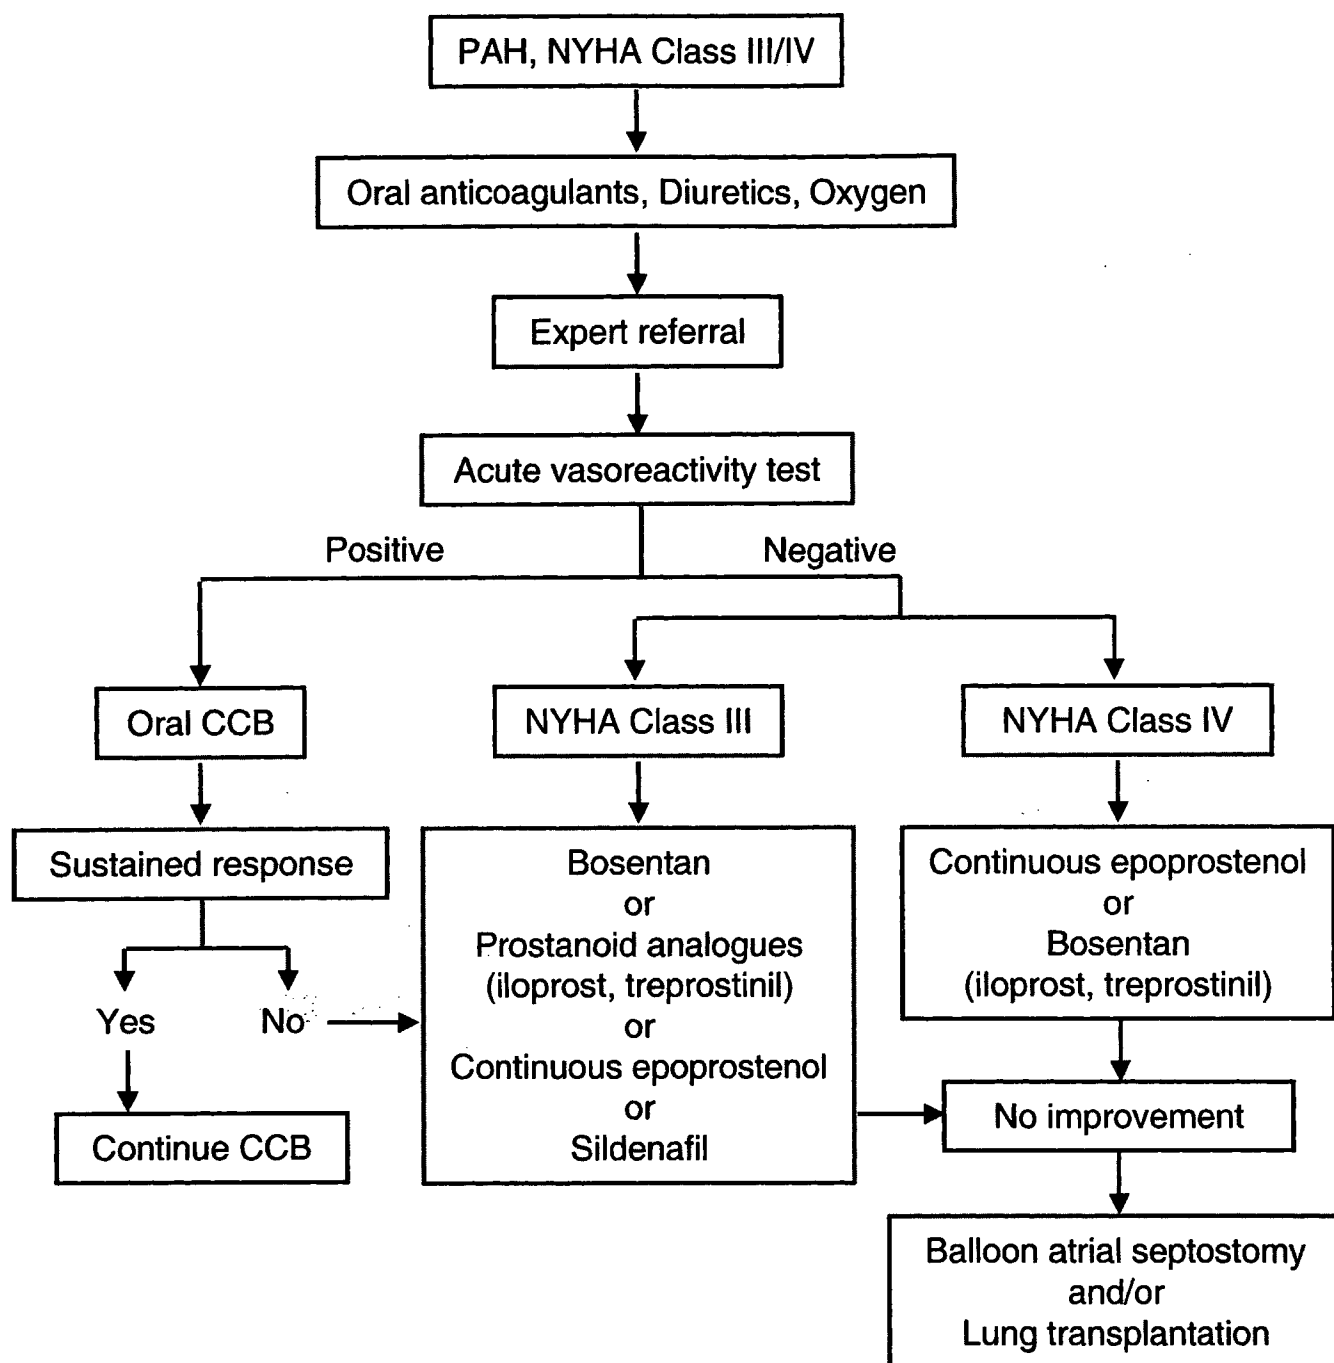 PAH, NYHA Class III/IV
Oral anticoagulants, Diuretics, Oxygen
Expert referral
Acute vasoreactivity test
Positive
Negative
Oral CCB
NYHA Class III
NYHA Class IV
Sustained response
Yes
No
Continue CCB
Bosentan
or
Prostanoid analogues
(iloprost, treprostinil)
or
Continuous epoprostenol
or
Sildenafil
Continuous epoprostenol
or
Bosentan
(iloprost, treprostinil)
No improvement
Balloon atrial septostomy
and/or
Lung transplantation